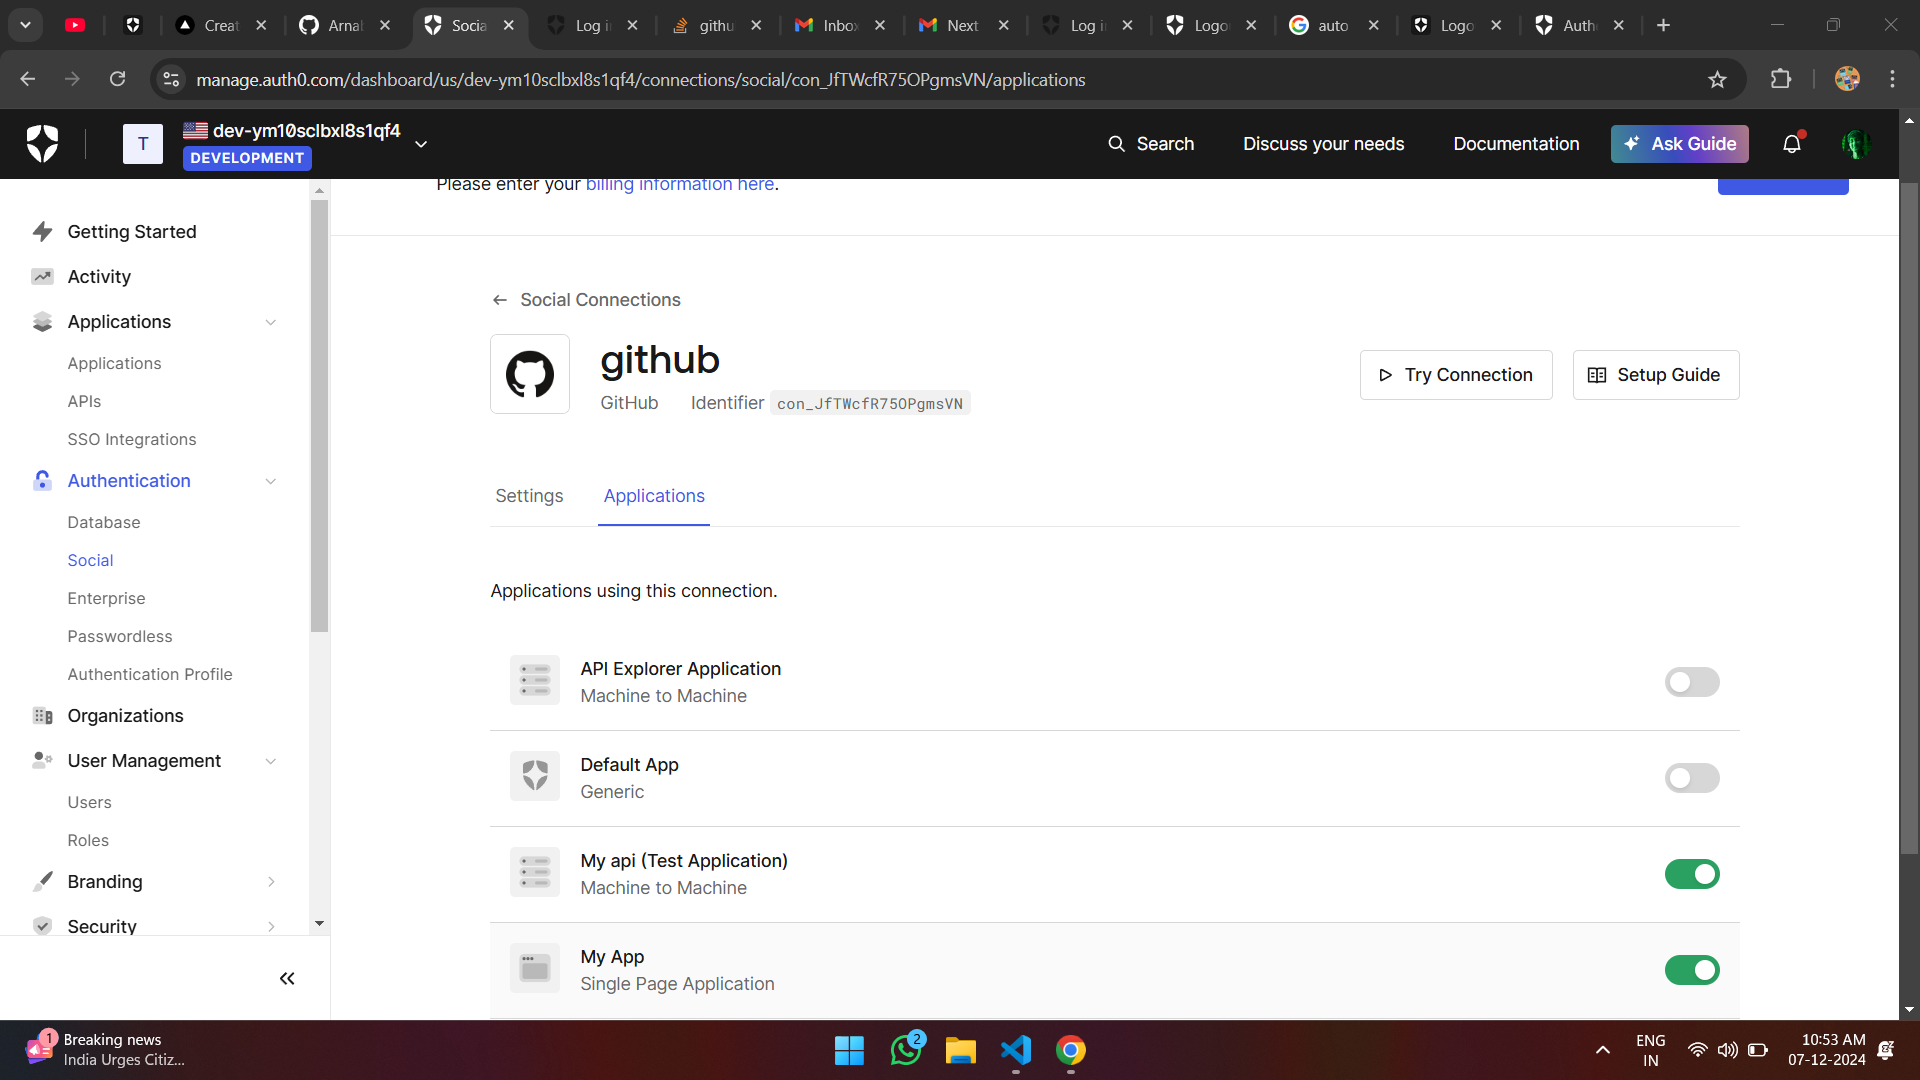 Creat
Arnal
Socia
Log i
githu
Inbox
Next
Log i
Logo
auto
Logo
Auth
manage.auth0.com/dashboard/us/dev-ym10sclbxl8s1qf4/connections/social/con_JfTWcfR75OPgmsVN/applications
T
dev-ym10sclbxl8s1qf4
DEVELOPMENT
Search
Discuss your needs
Documentation
Ask Guide
Please enter your billing information here.
Getting Started
Activity
Applications
Applications
APIs
SSO Integrations
Authentication
Database
Social
Enterprise
Passwordless
Authentication Profile
Organizations
User Management
Users
Roles
Branding
Security
Social Connections
github
GitHub
Identifier con_JfTWcfR75OPgmsVN
Try Connection
Setup Guide
Settings
Applications
Applications using this connection.
API Explorer Application
Machine to Machine
Default App
Generic
My api (Test Application)
Machine to Machine
My App
Single Page Application
1
Breaking news
India Urges Citiz...
2
ENG
IN
10:53 AM
07-12-2024